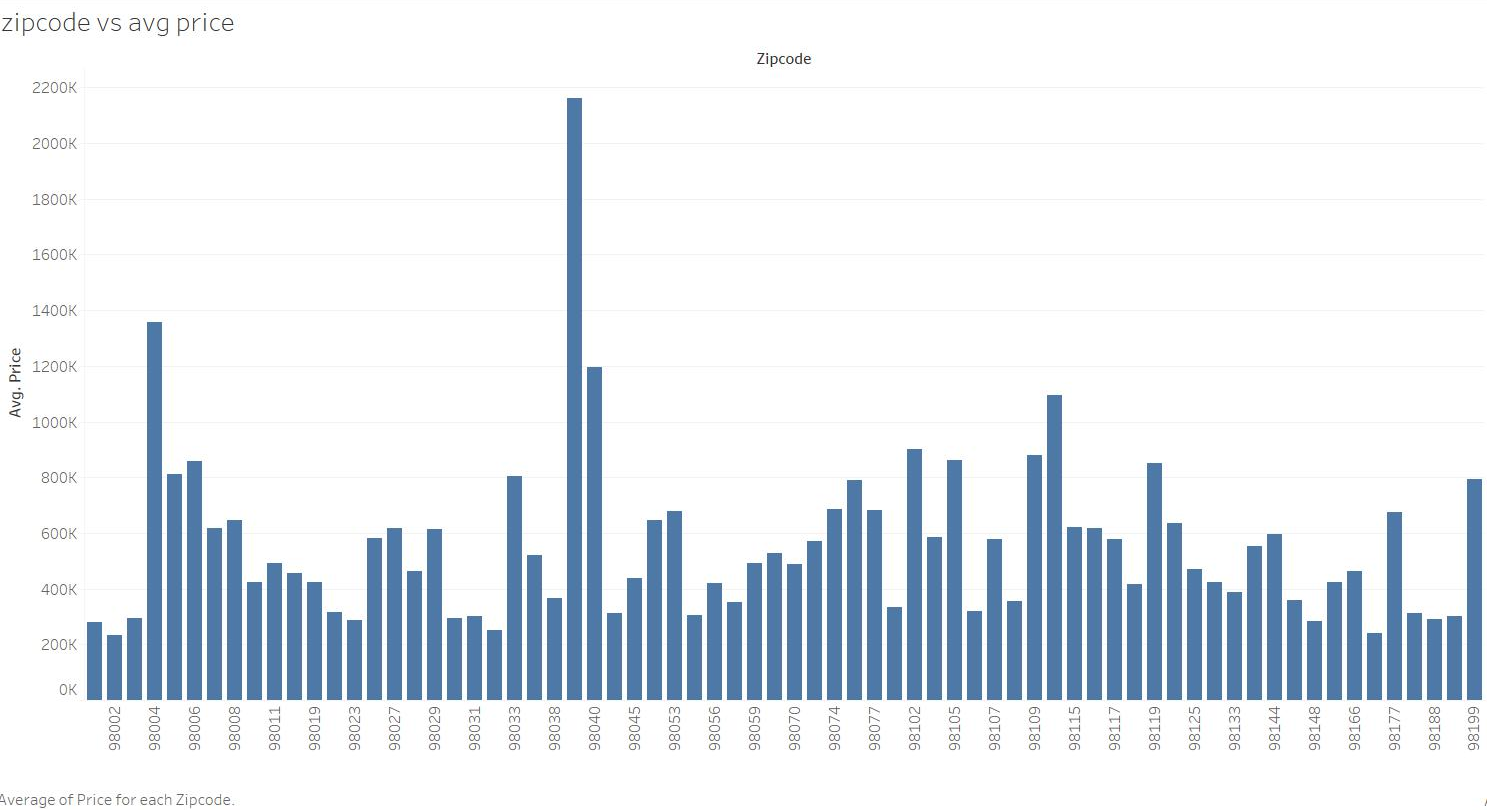 zipcode vs avg price
Zipcode
Avg. Price
2200K
2000K
1800K
1600K
1400K
1200K
1000K
800K
600K
400K
200K
0K
98002
98004
98006
98008
98011
98019
98023
98027
98029
98031
98033
98038
98040
98045
98053
98056
98059
98070
98074
98077
98102
98105
98107
98109
98115
98117
98119
98125
98133
98144
98148
98166
98177
98188
98199
Average of Price for each Zipcode.